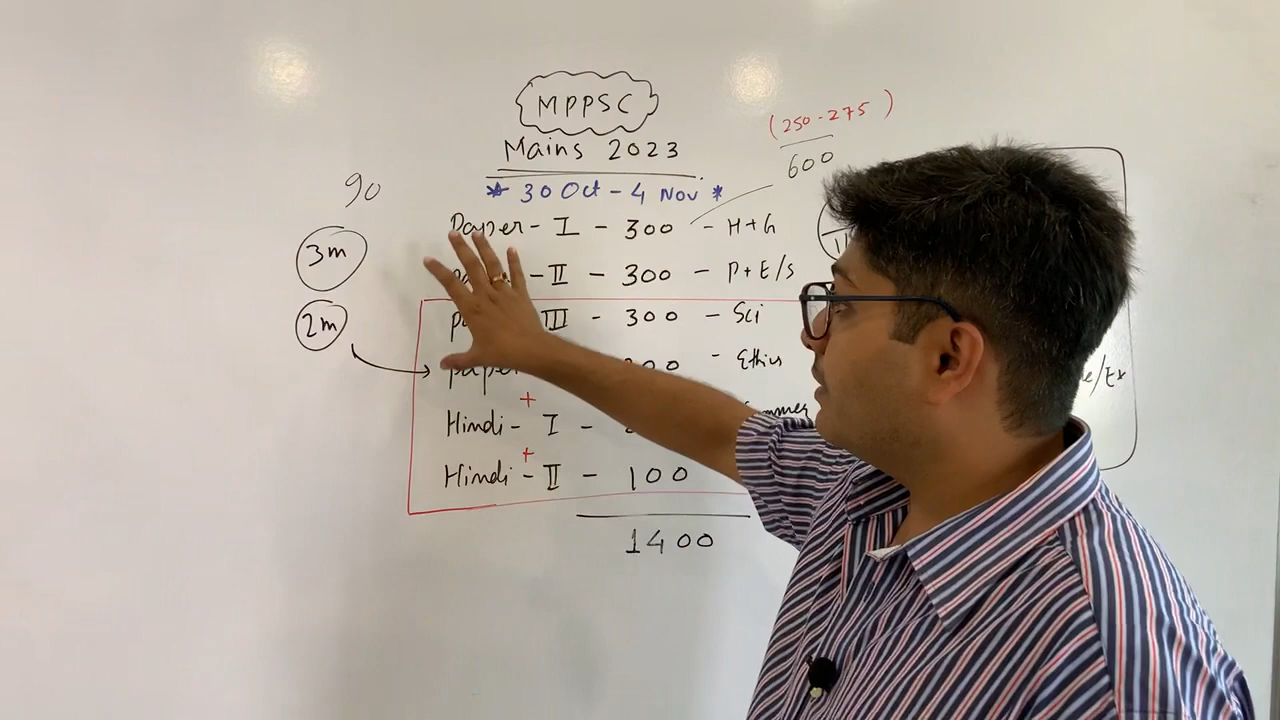 MPPSC
Mains 2023
* 30 Oct - 4 Nov *
(250-275)
600
90
3m
2m
Paper - I - 300 - H+G
- II - 300 - P+E/s
III - 300 - Sci
Paper - Ethics
+
Hindi - I -
+
Hindi - II - 100
1400